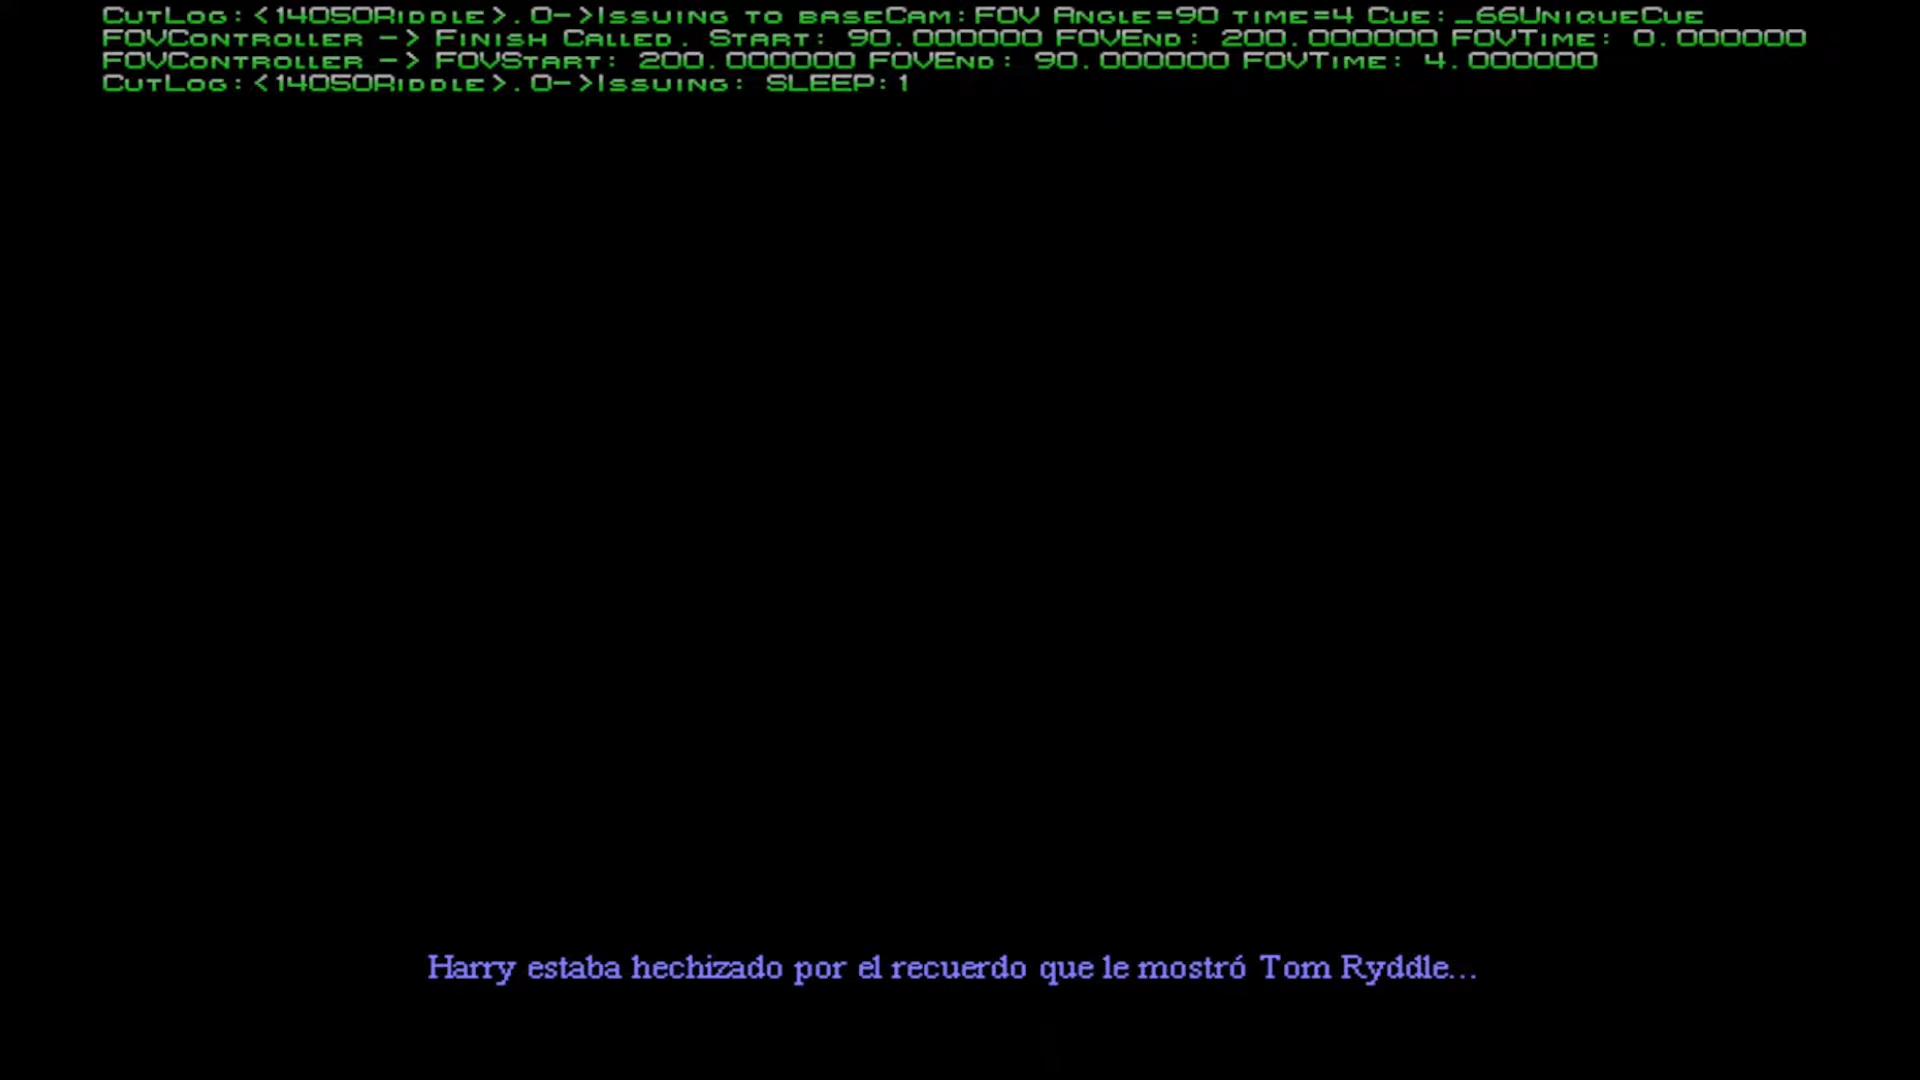 CutLog:<14050Riddle>.0->Issuing to baseCam:FOV Angle=90 time=4 Cue:_66UniqueCue
FOVController -> Finish Called. Start: 90.000000 FOVEnd: 200.000000 FOVTime: 0.000000
FOVController -> FOVStart: 200.000000 FOVEnd: 90.000000 FOVTime: 4.000000
CutLog:<14050Riddle>.0->Issuing: SLEEP:1
Harry estaba hechizado por el recuerdo que le mostró Tom Ryddle...